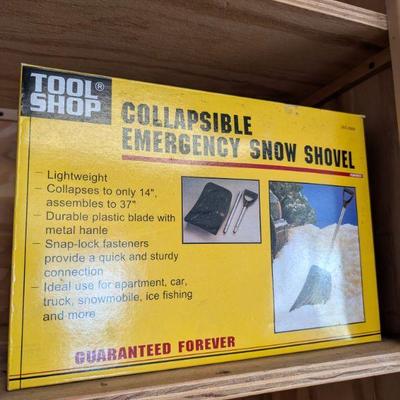 TOOL®
SHOP
COLLAPSIBLE
EMERGENCY SNOW SHOVEL
- Lightweight
- Collapses to only 14",
assembles to 37"
- Durable plastic blade with
metal hanle
- Snap-lock fasteners
provide a quick and sturdy
connection
- Ideal use for apartment, car,
truck, snowmobile, ice fishing
and more
GUARANTEED FOREVER